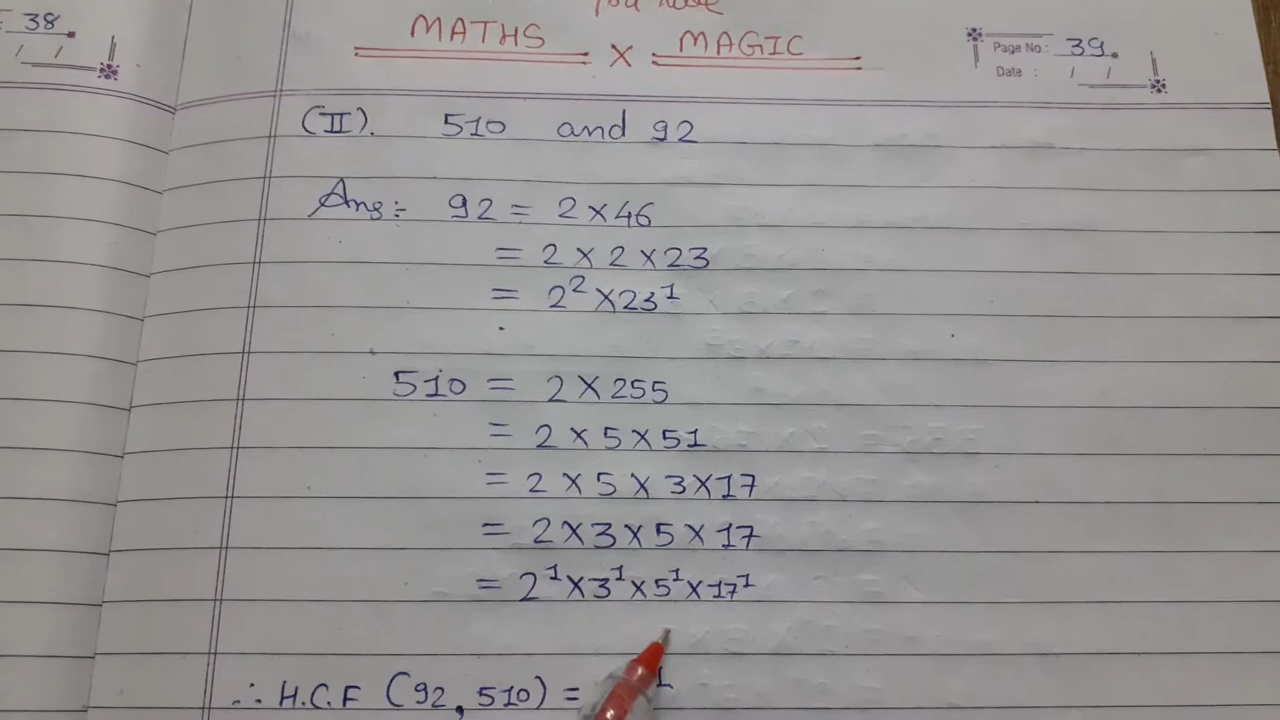 38
/ /
you have
MATHS × MAGIC
Page No.: 39.
Date : / /
(II). 510 and 92
Ans:- 92 = 2 × 46
= 2 × 2 × 23
= 2² × 23¹
510 = 2 × 255
= 2 × 5 × 51
= 2 × 5 × 3 × 17
= 2 × 3 × 5 × 17
= 2¹ × 3¹ × 5¹ × 17¹
∴ H.C.F (92, 510) =